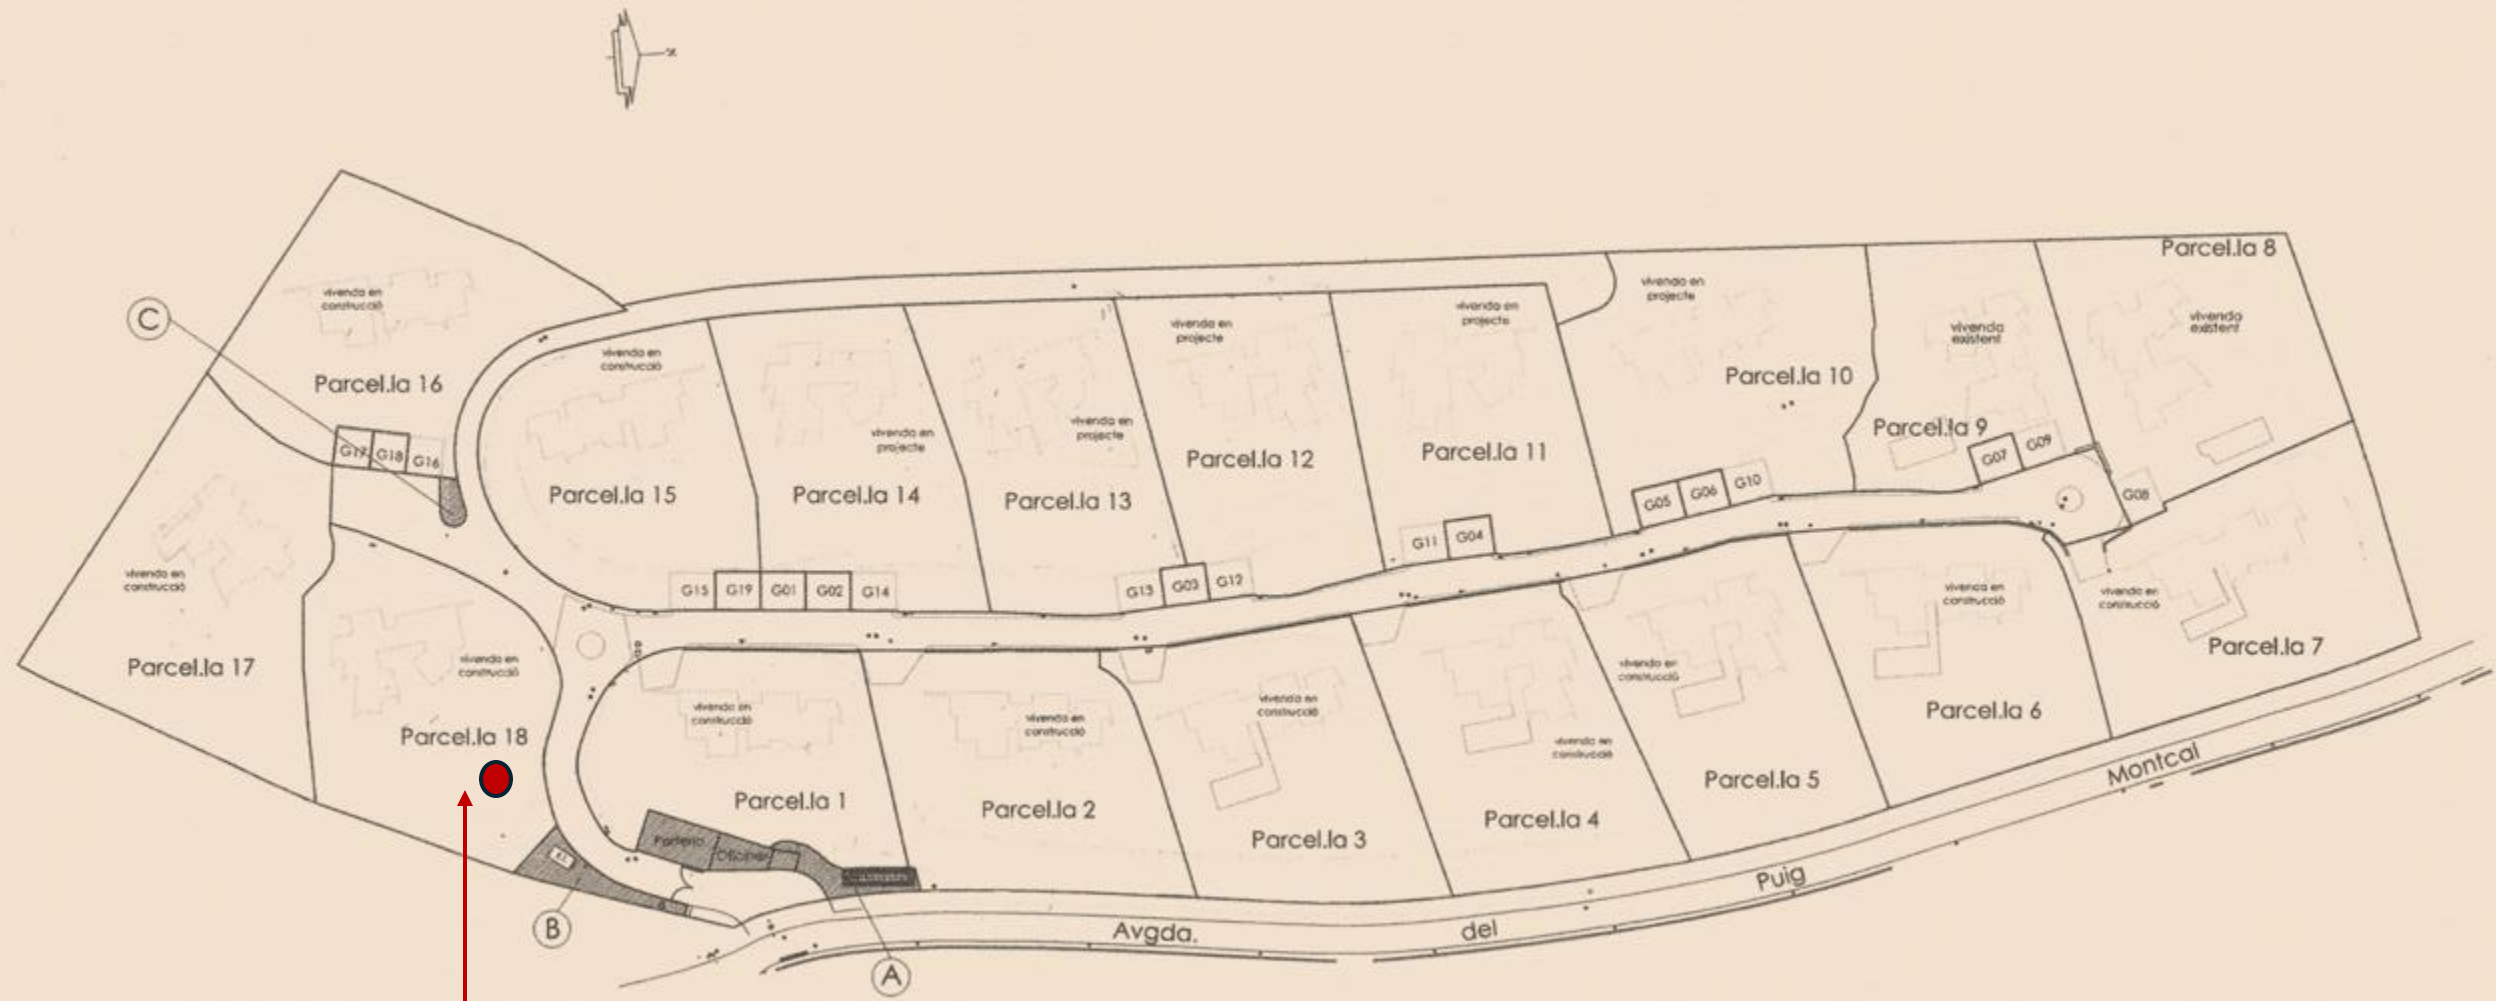 Parcel.la 8
vivenda en
projecte
vivenda en
construcció
vivenda en
projecte
vivenda en
projecte
vivenda
existent
vivenda
existent
C
vivenda en
construcció
Parcel.la 16
Parcel.la 10
vivenda en
projecte
vivenda en
projecte
Parcel.la 9
G17
G18
G16
Parcel.la 15
Parcel.la 14
Parcel.la 13
Parcel.la 12
Parcel.la 11
G05
G06
G10
G07
G09
G08
G11
G04
vivenda en
construcció
G15
G19
G01
G02
G14
G13
G03
G12
vivenda en
construcció
vivenda en
construcció
Parcel.la 17
vivenda en
construcció
vivenda en
construcció
Parcel.la 7
vivenda en
construcció
vivenda en
construcció
vivenda en
construcció
Parcel.la 18
vivenda en
construcció
Parcel.la 6
Parcel.la 1
Parcel.la 2
Parcel.la 3
Parcel.la 4
Parcel.la 5
Porteria
Oficines
B
A
Avgda.
del
Puig
Montcal